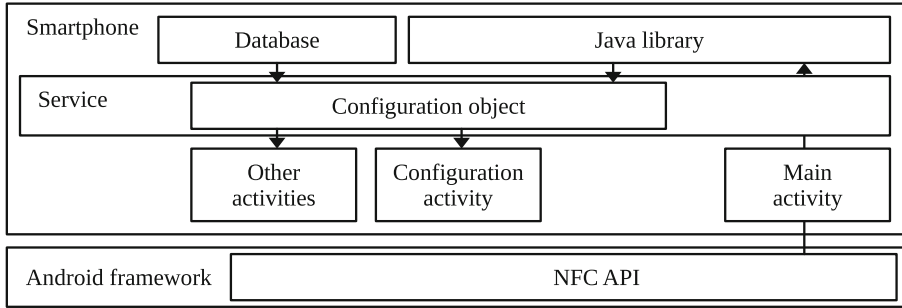 Smartphone
Database
Java library
Service
Configuration object
Other
activities
Configuration
activity
Main
activity
Android framework
NFC API